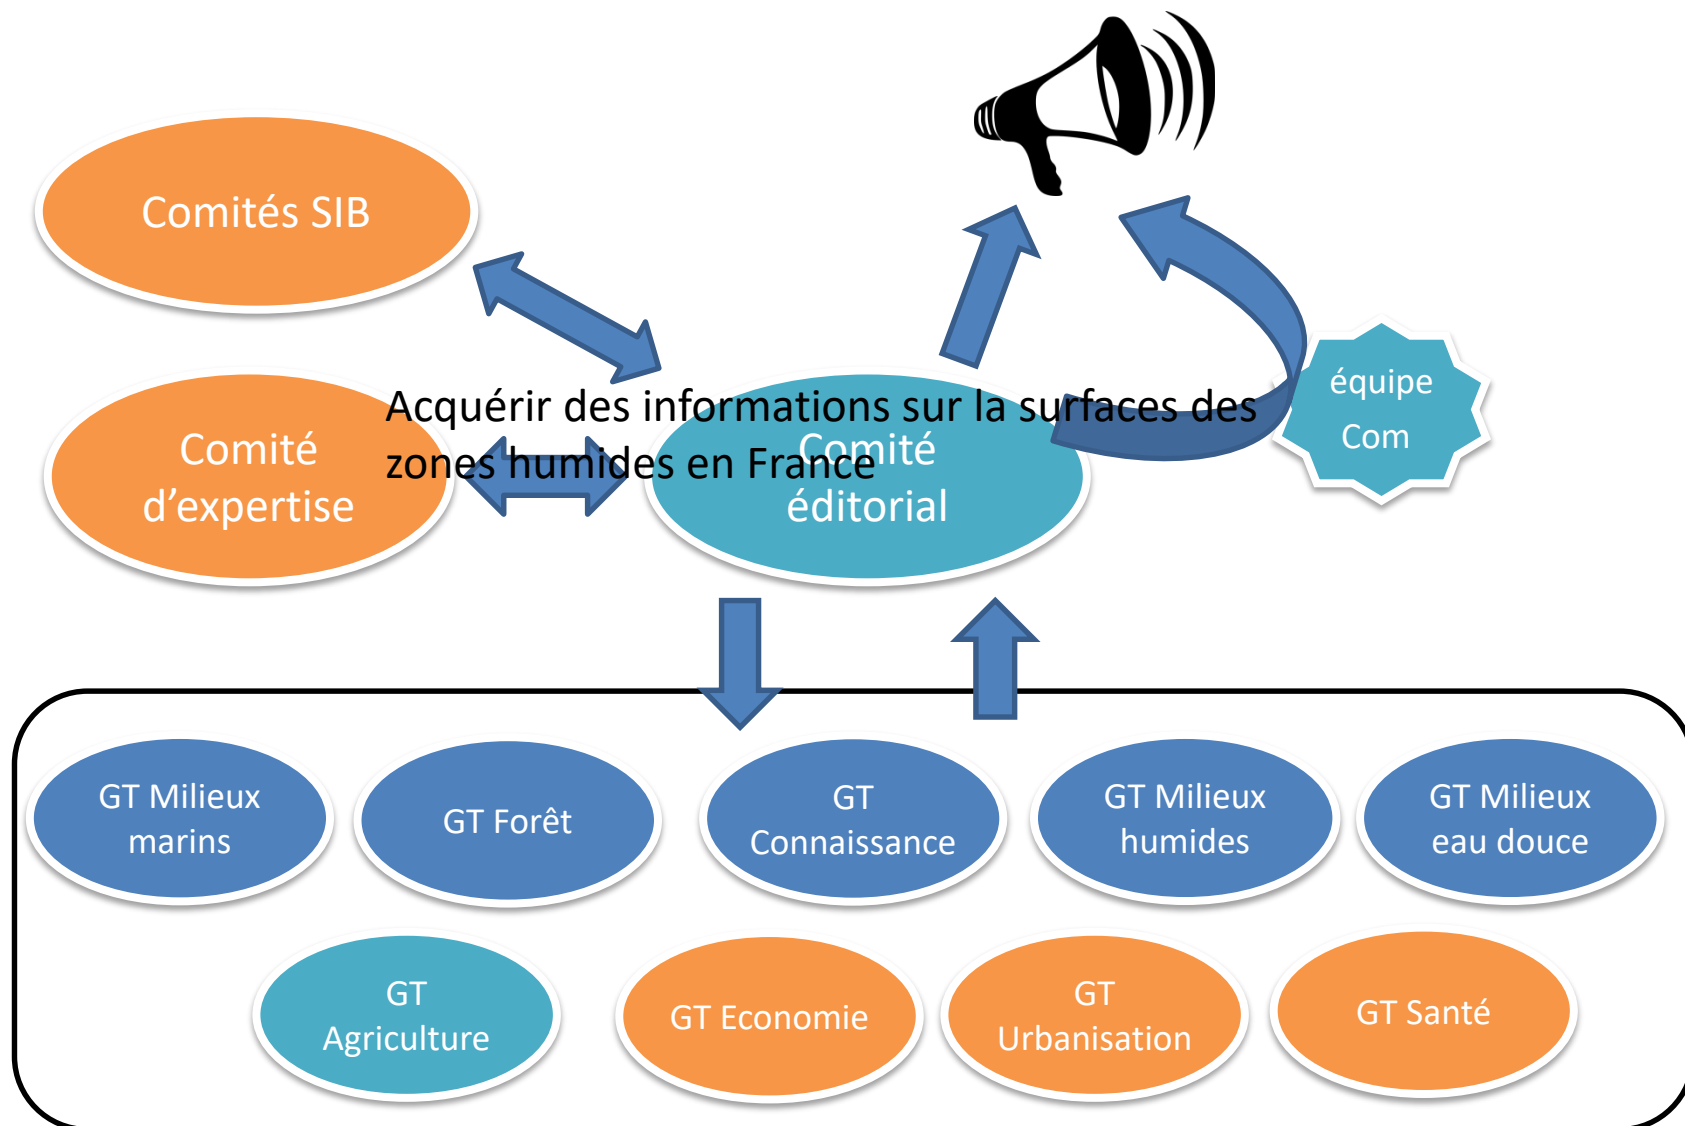 Comités SIB
Comité
d'expertise
Acquérir des informations sur la surfaces des
zones humides en France
Comité
éditorial
équipe
Com
GT Milieux
marins
GT Forêt
GT
Connaissance
GT Milieux
humides
GT Milieux
eau douce
GT
Agriculture
GT Economie
GT
Urbanisation
GT Santé